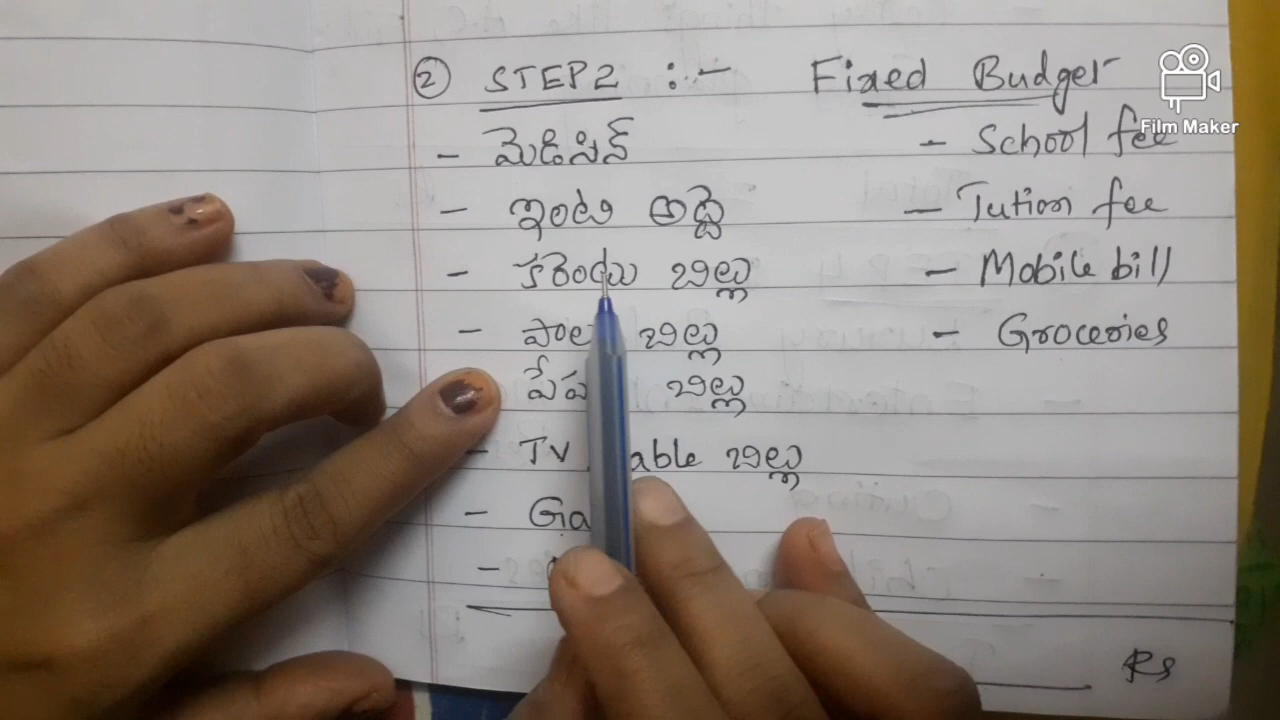 ② STEP2 :- Fixed Budget
- మెడిసిన్ - School fee
- ఇంటి అద్దె - Tution fee
- కరెంటు బిల్లు - Mobile bill
- బిల్లు - Groceries
బిల్లు
- TV బిల్లు
-
-
Rs
Film Maker